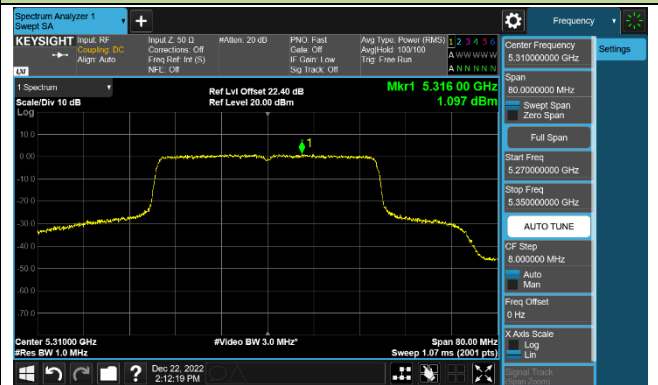 Spectrum Analyzer 1
Swept SA
Frequency
KEYSIGHT
Input: RF
Coupling: DC
Align: Auto
Input Z: 50 Ω
Corrections: Off
Freq Ref: Int (S)
NFE: Off
#Atten: 20 dB
PNO: Fast
Gate: Off
IF Gain: Low
Sig Track: Off
Avg Type: Power (RMS)
Avg|Hold: 100/100
Trig: Free Run
1 2 3 4 5 6
A W W W W W
A N N N N N
LXI
1 Spectrum
Scale/Div 10 dB
Log
Ref Lvl Offset 22.40 dB
Ref Level 20.00 dBm
Mkr1 5.316 00 GHz
1.097 dBm
1
10.0
0.00
-10.0
-20.0
-30.0
-40.0
-50.0
-60.0
-70.0
Center 5.31000 GHz
#Res BW 1.0 MHz
#Video BW 3.0 MHz*
Span 80.00 MHz
Sweep 1.07 ms (2001 pts)
Center Frequency
5.310000000 GHz
Settings
Span
80.0000000 MHz
Swept Span
Zero Span
Full Span
Start Freq
5.270000000 GHz
Stop Freq
5.350000000 GHz
AUTO TUNE
CF Step
8.000000 MHz
Auto
Man
Freq Offset
0 Hz
X Axis Scale
Log
Lin
Signal Track
(Span Zoom)
?
Dec 22, 2022
2:12:19 PM